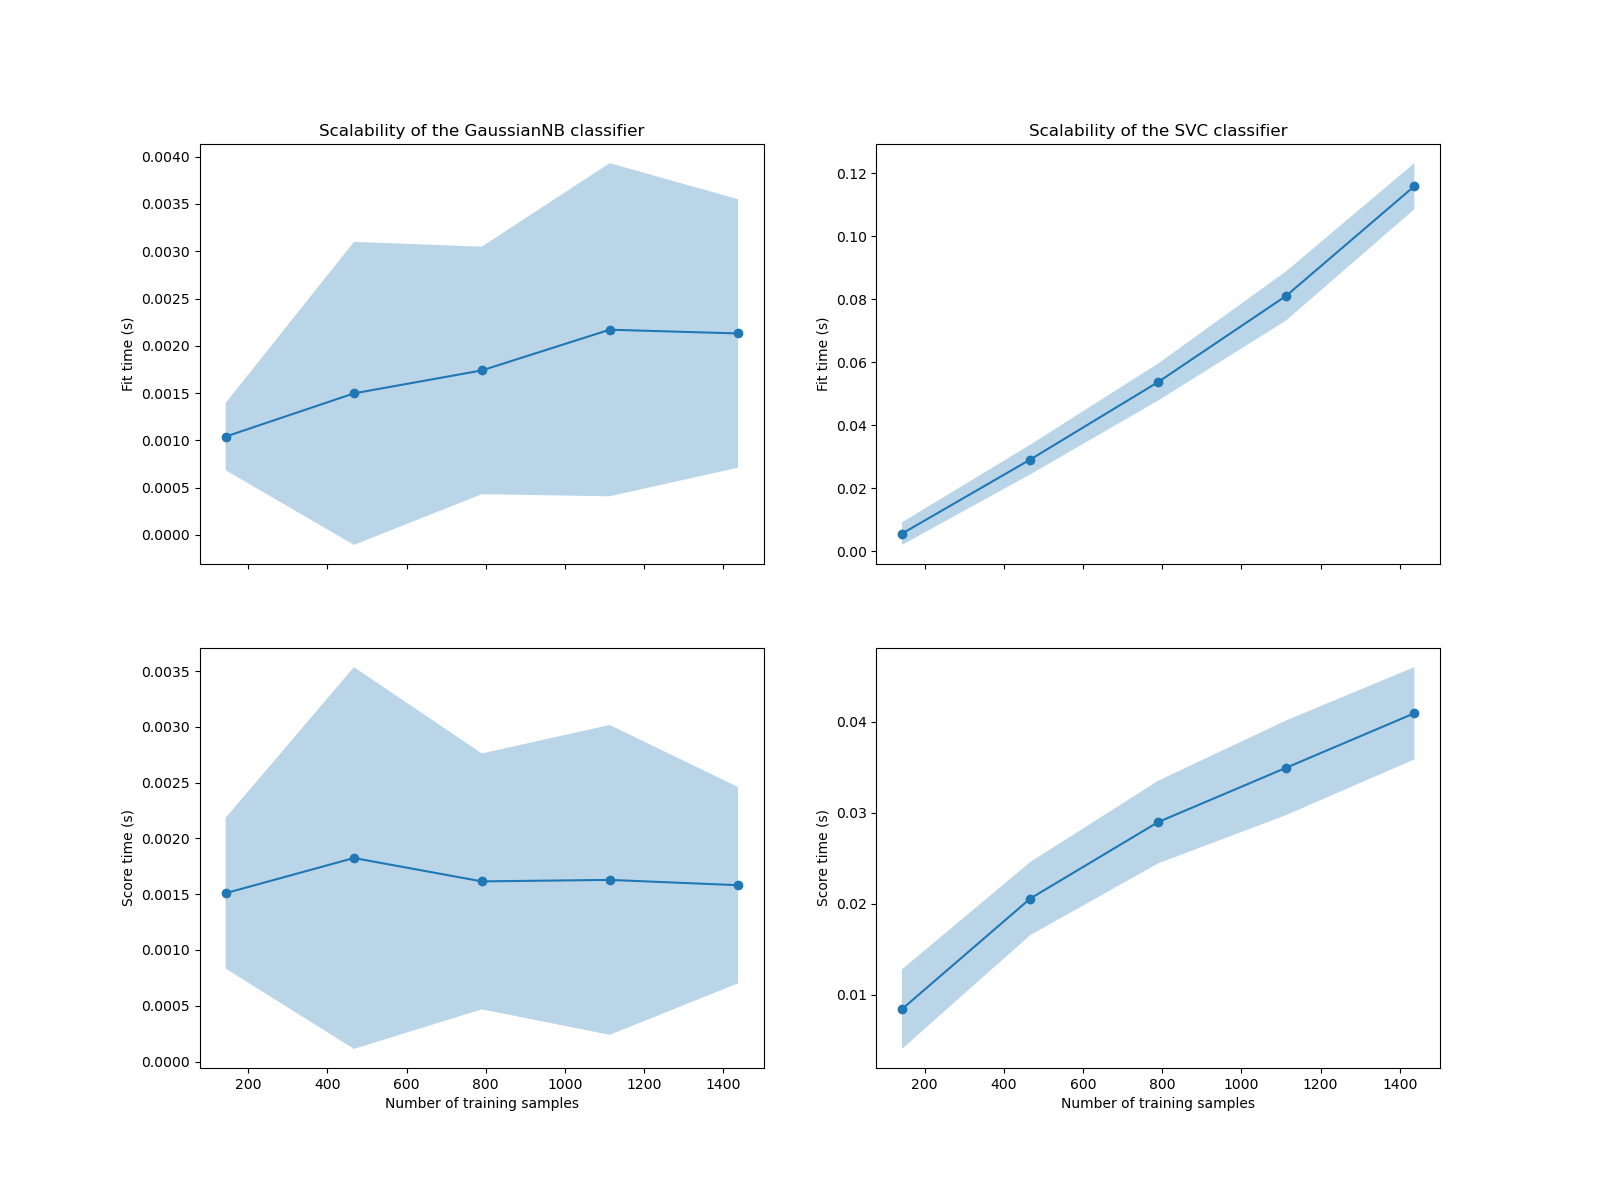 Scalability of the GaussianNB classifier
Fit time (s)
0.0040
0.0035
0.0030
0.0025
0.0020
0.0015
0.0010
0.0005
0.0000
Scalability of the SVC classifier
Fit time (s)
0.12
0.10
0.08
0.06
0.04
0.02
0.00
Score time (s)
0.0035
0.0030
0.0025
0.0020
0.0015
0.0010
0.0005
0.0000
200 400 600 800 1000 1200 1400
Number of training samples
Score time (s)
0.04
0.03
0.02
0.01
200 400 600 800 1000 1200 1400
Number of training samples